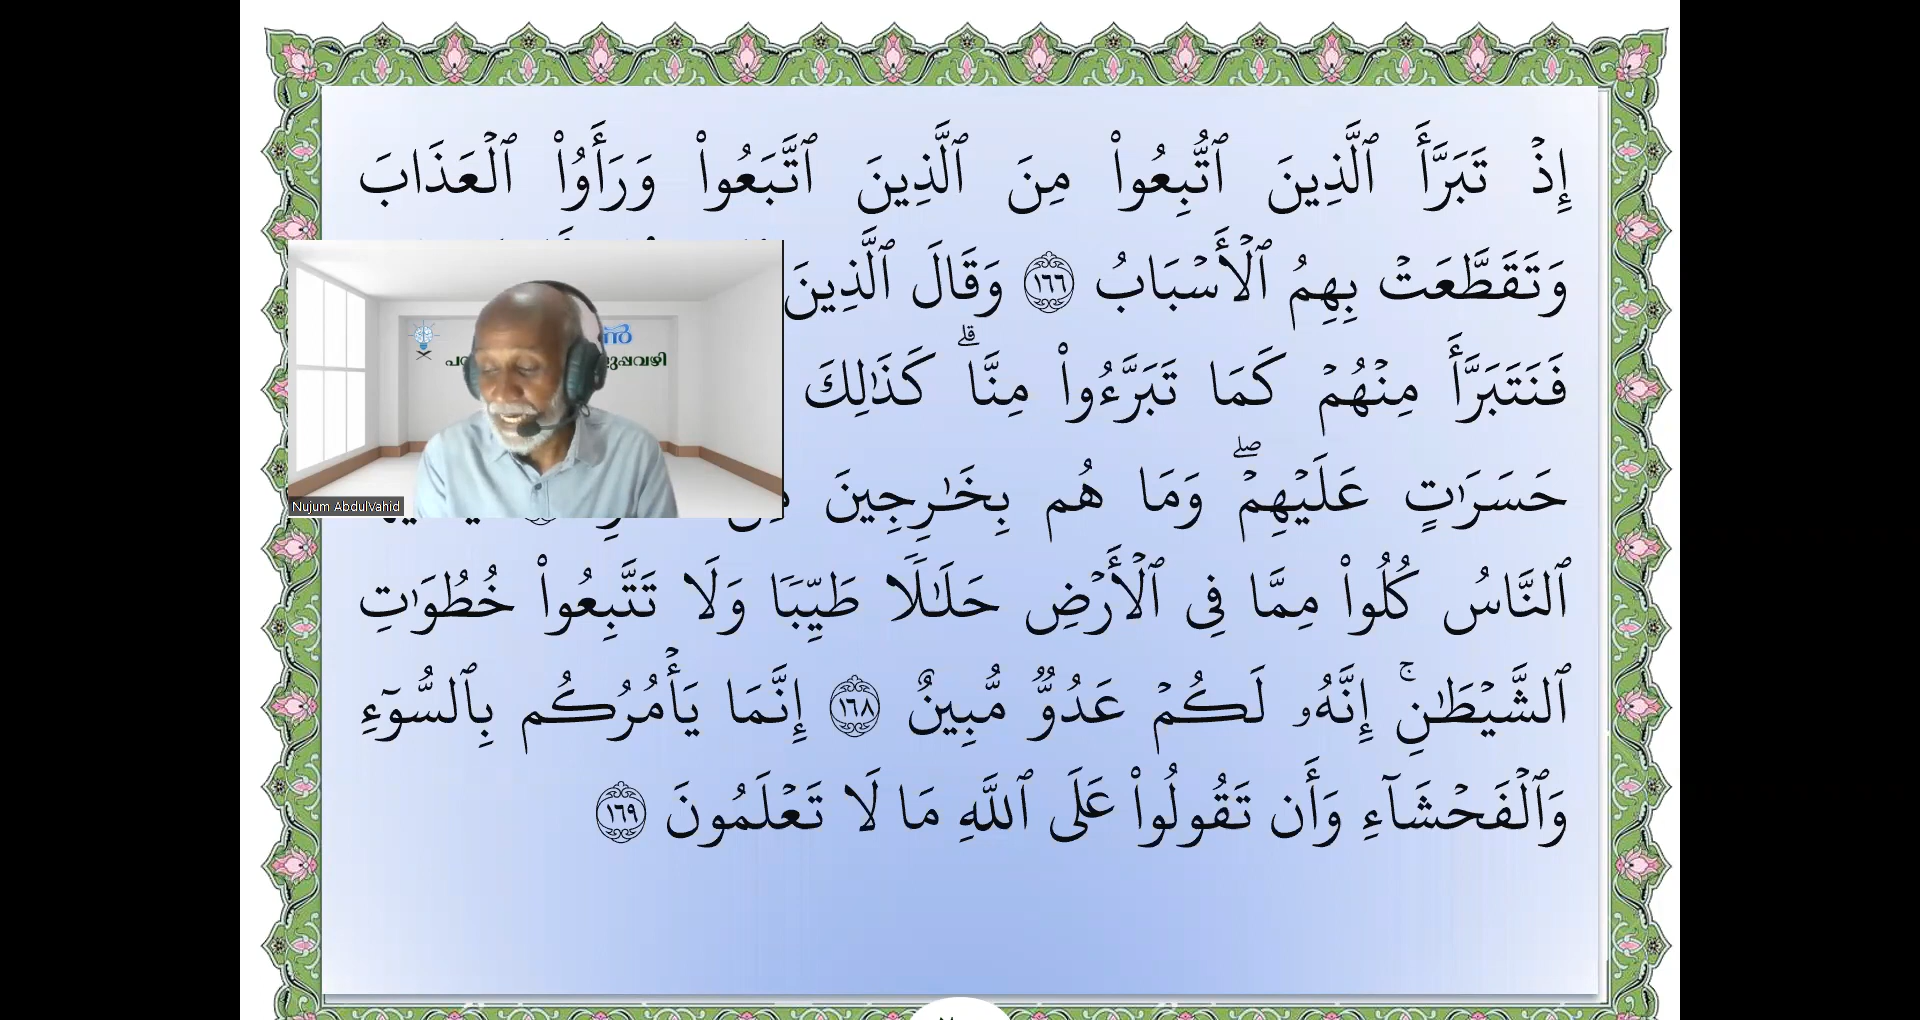 إِذۡ تَبَرَّأَ ٱلَّذِينَ ٱتُّبِعُواْ مِنَ ٱلَّذِينَ ٱتَّبَعُواْ وَرَأَوُاْ ٱلۡعَذَابَ
وَتَقَطَّعَتۡ بِهِمُ ٱلۡأَسۡبَابُ ١٦٦ وَقَالَ ٱلَّذِينَ
فَنَتَبَرَّأَ مِنۡهُمۡ كَمَا تَبَرَّءُواْ مِنَّاۗ كَذَٰلِكَ
حَسَرَٰتٍ عَلَيۡهِمۡۖ وَمَا هُم بِخَٰرِجِينَ
ٱلنَّاسُ كُلُواْ مِمَّا فِي ٱلۡأَرۡضِ حَلَٰلٗا طَيِّبٗا وَلَا تَتَّبِعُواْ خُطُوَٰتِ
ٱلشَّيۡطَٰنِۚ إِنَّهُۥ لَكُمۡ عَدُوّٞ مُّبِينٌ ١٦٨ إِنَّمَا يَأۡمُرُكُم بِٱلسُّوٓءِ
وَٱلۡفَحۡشَآءِ وَأَن تَقُولُواْ عَلَى ٱللَّهِ مَا لَا تَعۡلَمُونَ ١٦٩
Nujum AbdulVahid